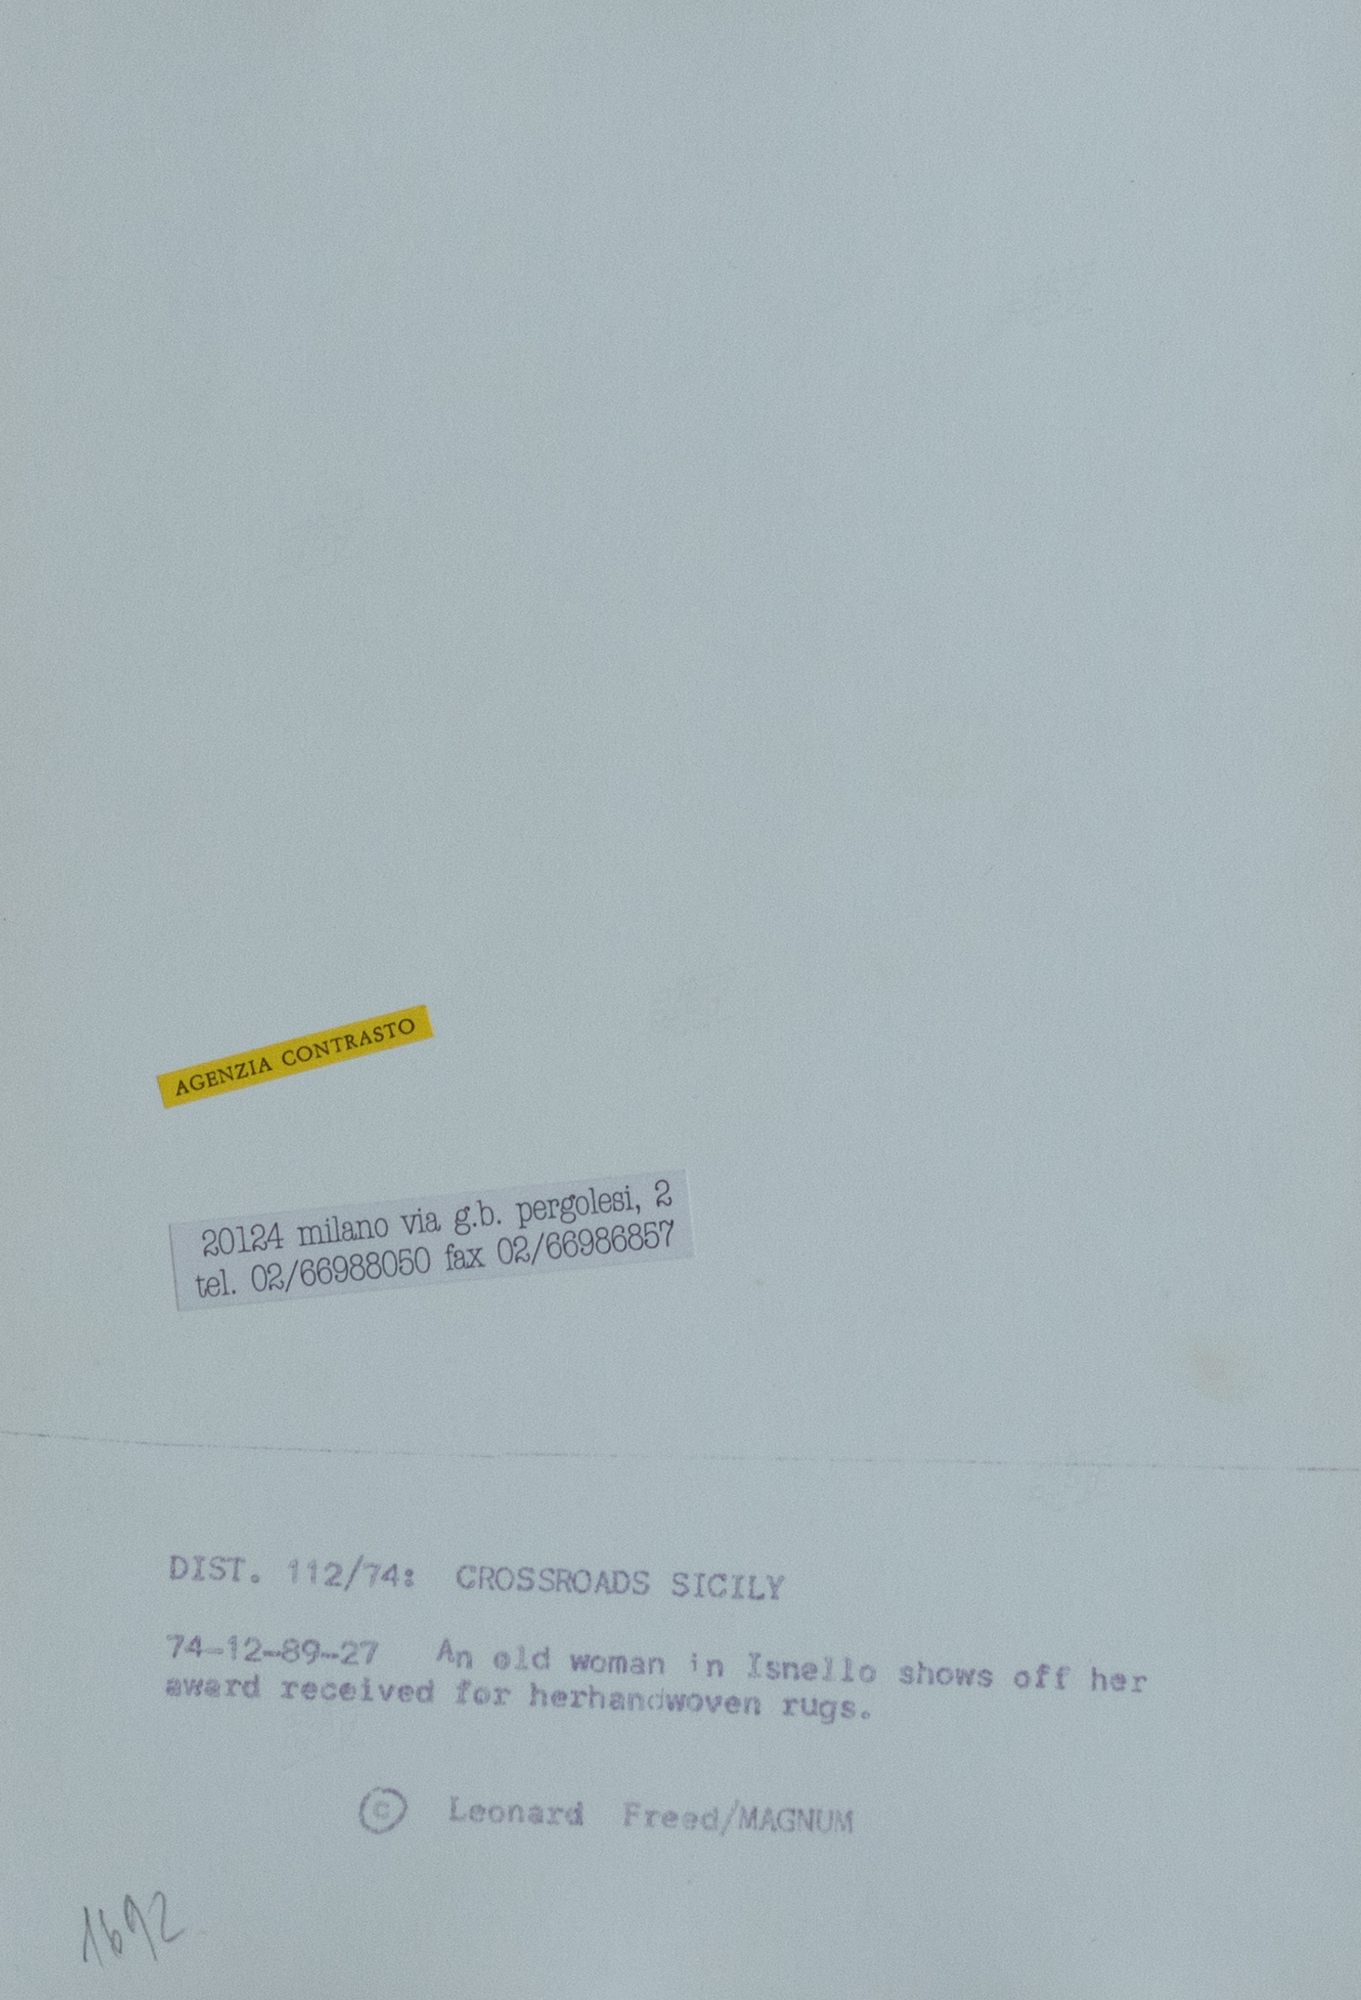 AGENZIA CONTRASTO
20124 milano via g.b. pergolesi, 2
tel. 02/66988050 fax 02/66986857
DIST. 112/74: CROSSROADS SICILY
74-12-89-27 An old woman in Isnello shows off her
award received for herhandwoven rugs.
© Leonard Freed/MAGNUM
1692